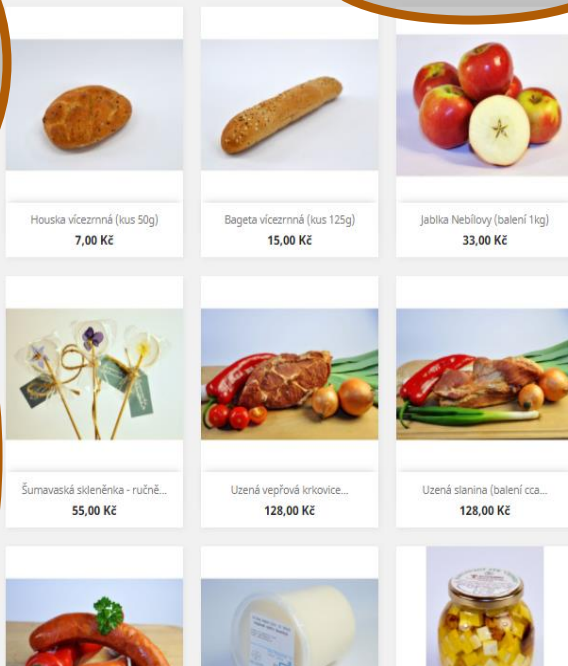 Houska vícezrnná (kus 50g)
7,00 Kč
Bageta vícezrnná (kus 125g)
15,00 Kč
Jablka Nebílovy (balení 1kg)
33,00 Kč
Šumavaská skleněnka - ručně...
55,00 Kč
Uzená vepřová krkovice...
128,00 Kč
Uzená slanina (balení cca...
128,00 Kč